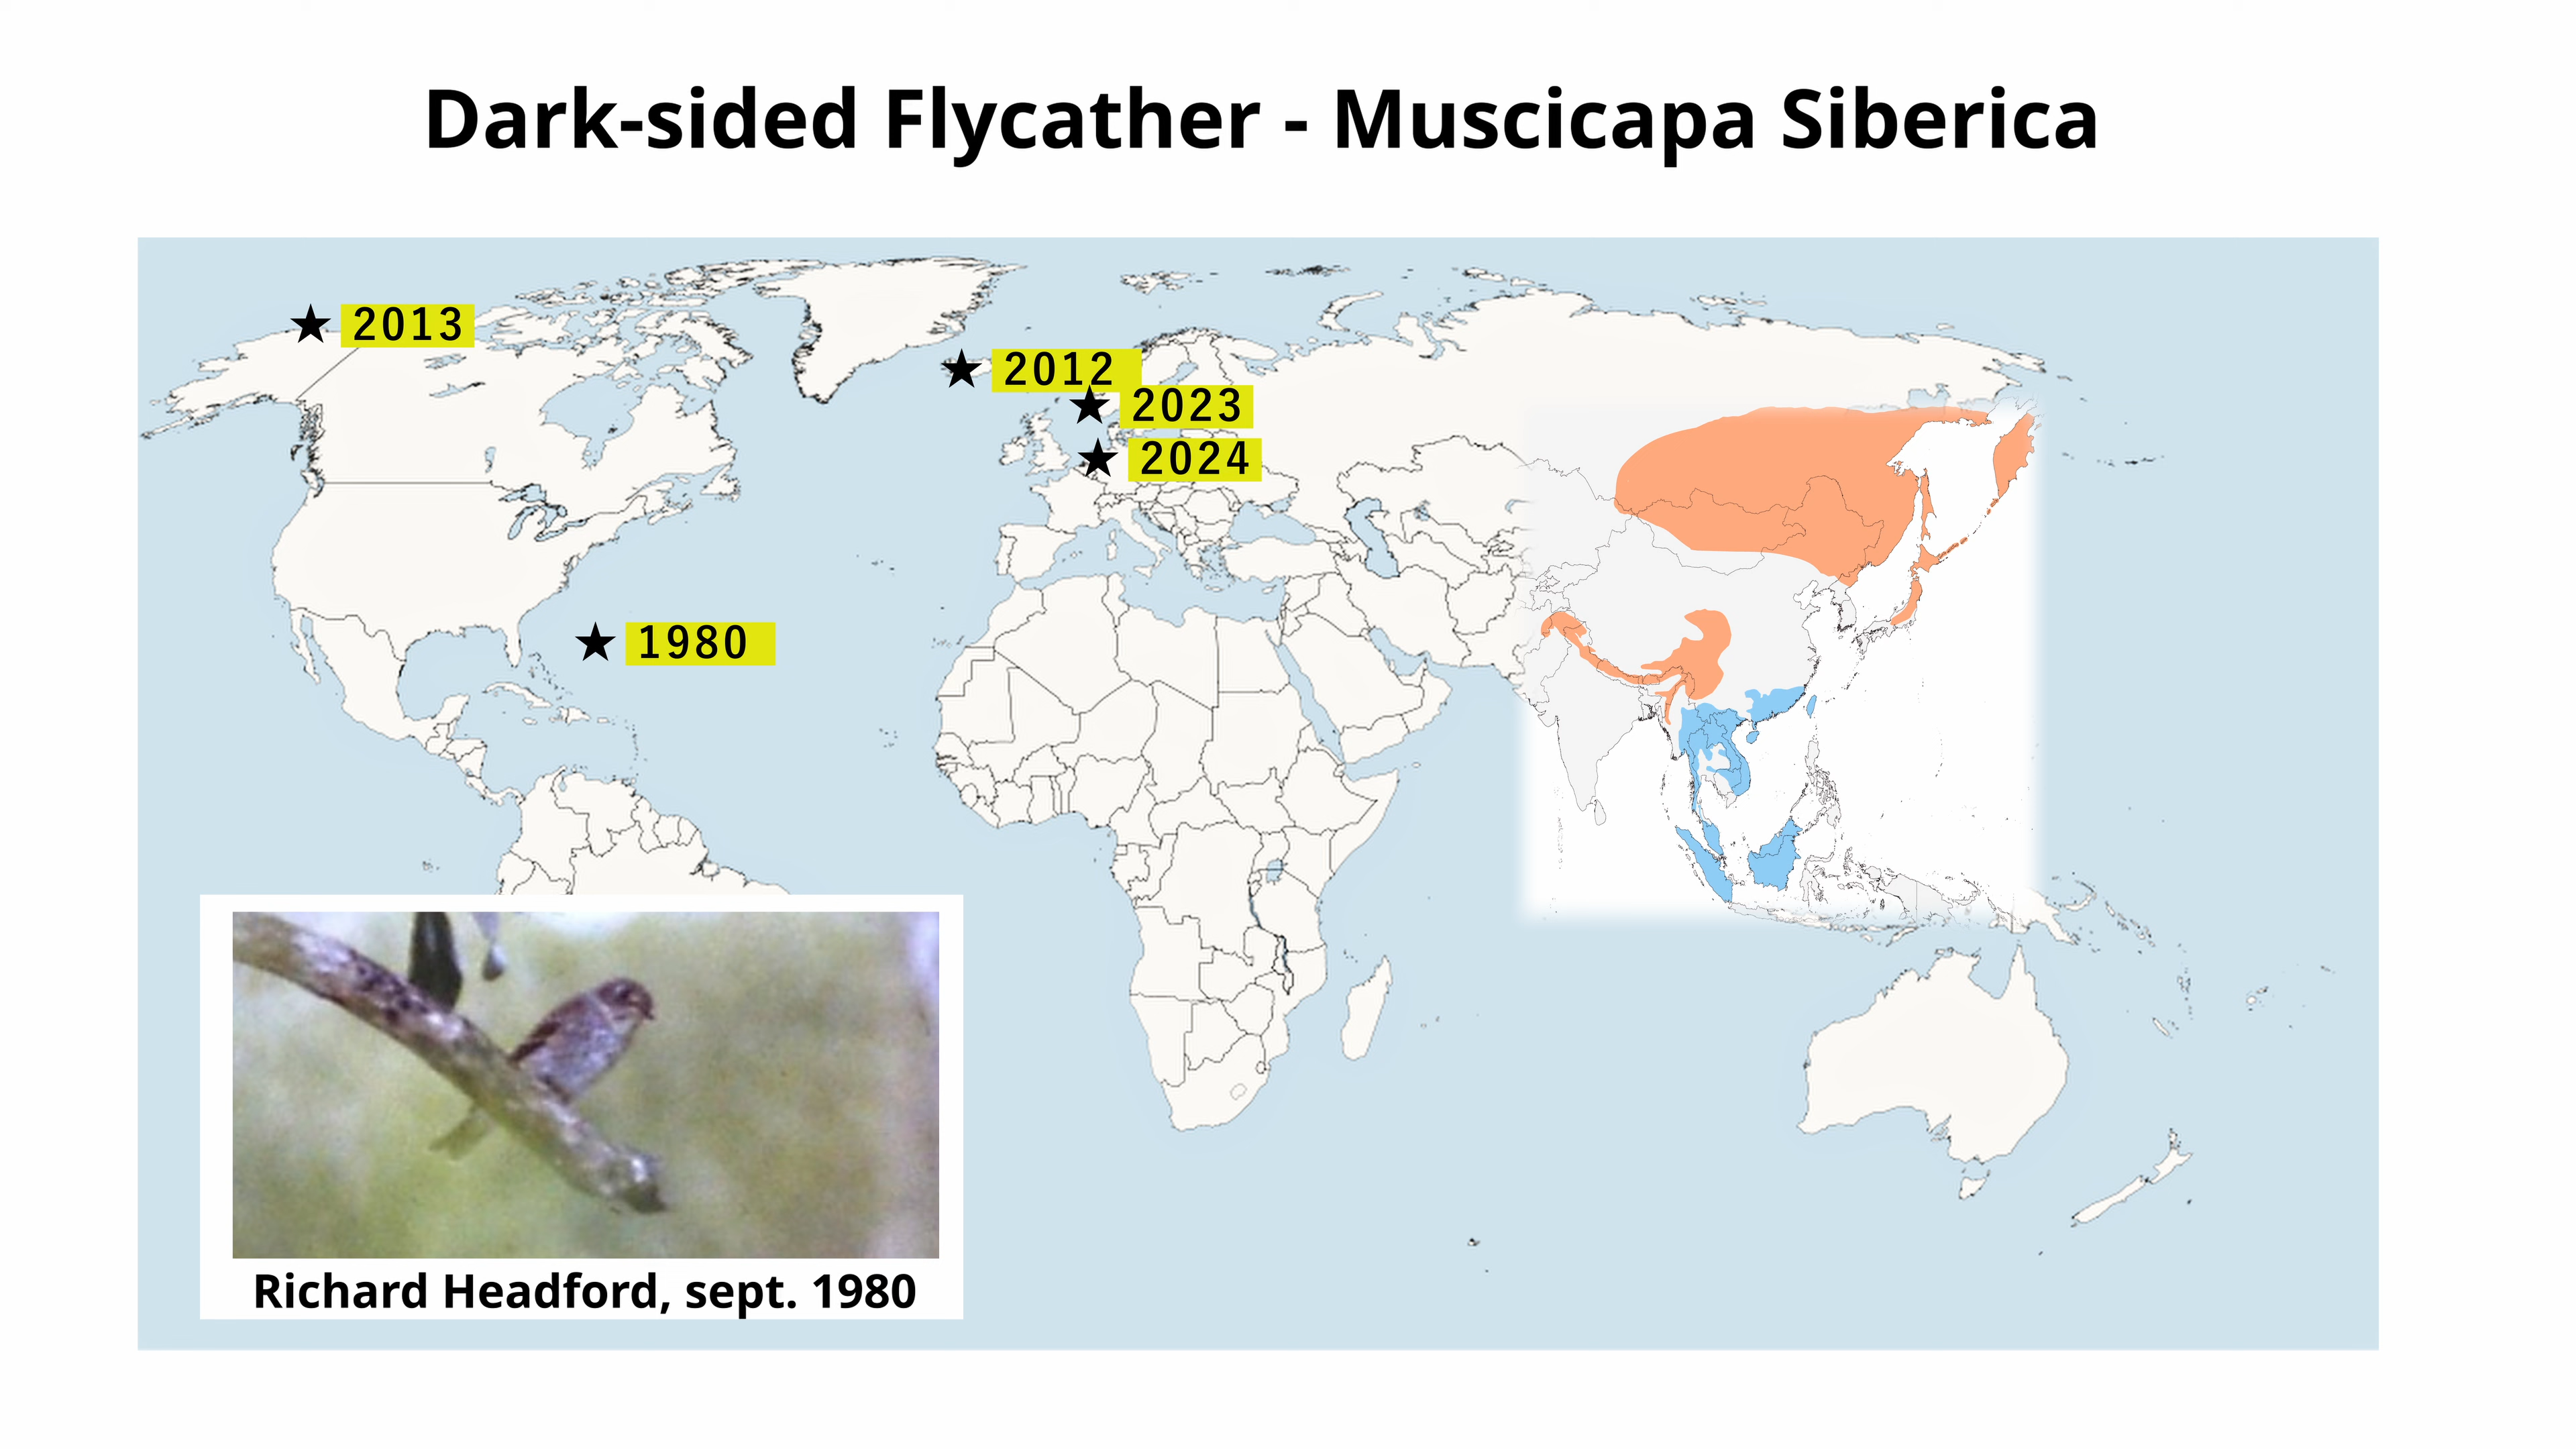 Dark-sided Flycather - Muscicapa Siberica
2013
2012
2023
2024
1980
Richard Headford, sept. 1980